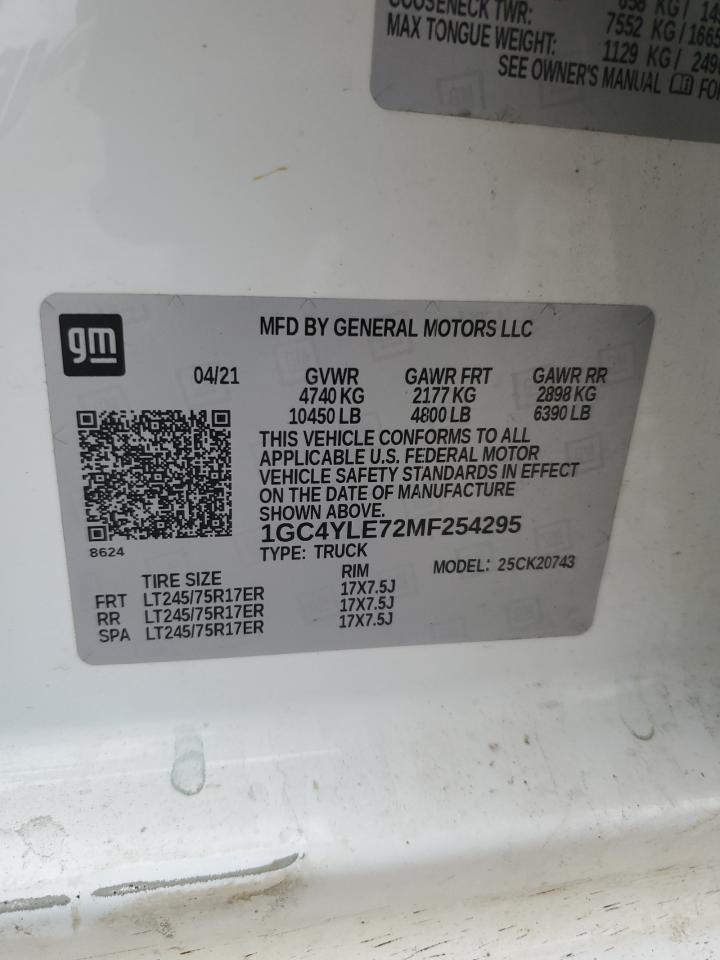 GOOSENECK TWR: 7552 KG/1665
MAX TONGUE WEIGHT: 1129 KG/ 249
SEE OWNER'S MANUAL FO
gm
MFD BY GENERAL MOTORS LLC
04/21 GVWR GAWR FRT GAWR RR
4740 KG 2177 KG 2898 KG
10450 LB 4800 LB 6390 LB
THIS VEHICLE CONFORMS TO ALL
APPLICABLE U.S. FEDERAL MOTOR
VEHICLE SAFETY STANDARDS IN EFFECT
ON THE DATE OF MANUFACTURE
SHOWN ABOVE.
1GC4YLE72MF254295
8624 TYPE: TRUCK
MODEL: 25CK20743
TIRE SIZE RIM
FRT LT245/75R17ER 17X7.5J
RR LT245/75R17ER 17X7.5J
SPA LT245/75R17ER 17X7.5J